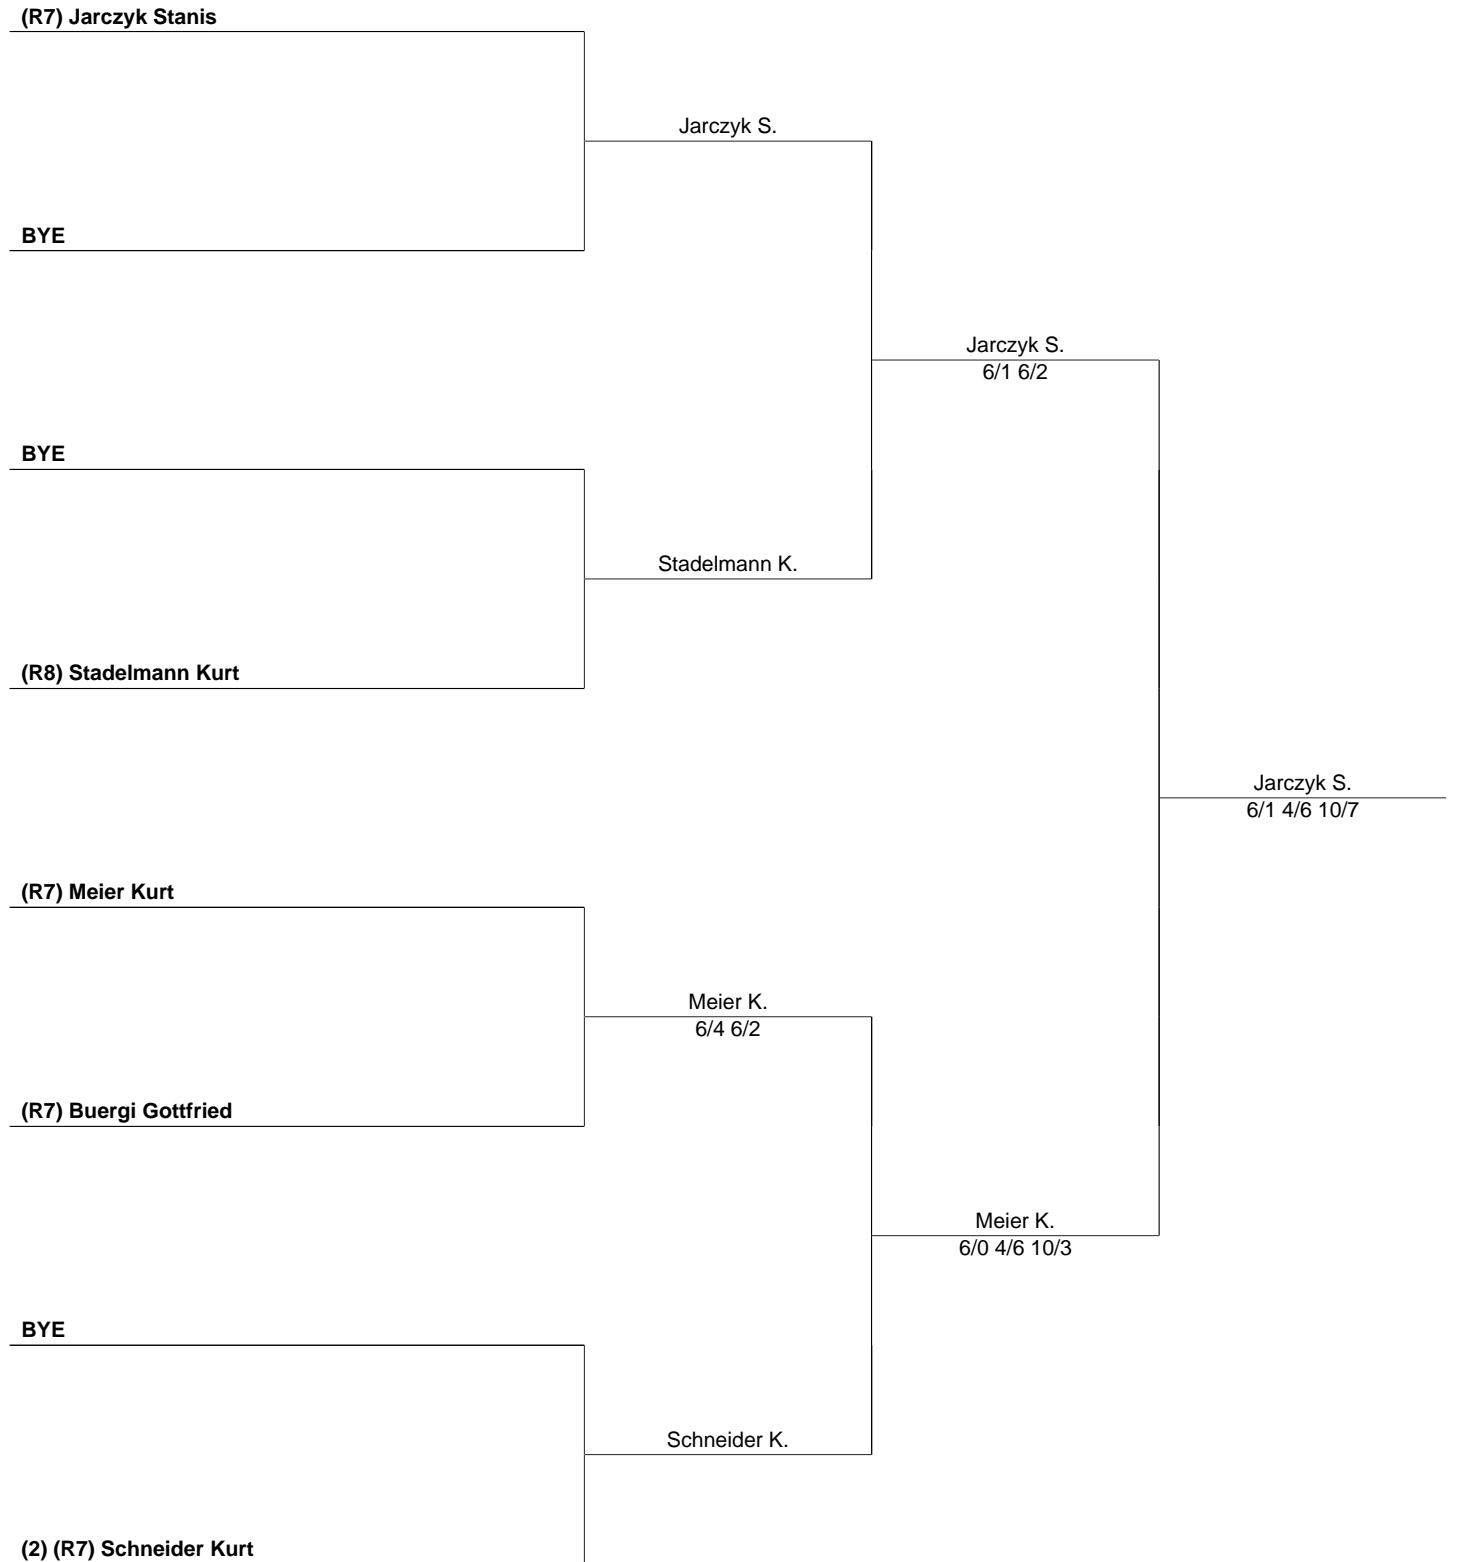 (R7) Jarczyk Stanis
Jarczyk S.
BYE
Jarczyk S.
6/1 6/2
BYE
Stadelmann K.
(R8) Stadelmann Kurt
Jarczyk S.
6/1 4/6 10/7
(R7) Meier Kurt
Meier K.
6/4 6/2
(R7) Buergi Gottfried
Meier K.
6/0 4/6 10/3
BYE
Schneider K.
(2) (R7) Schneider Kurt